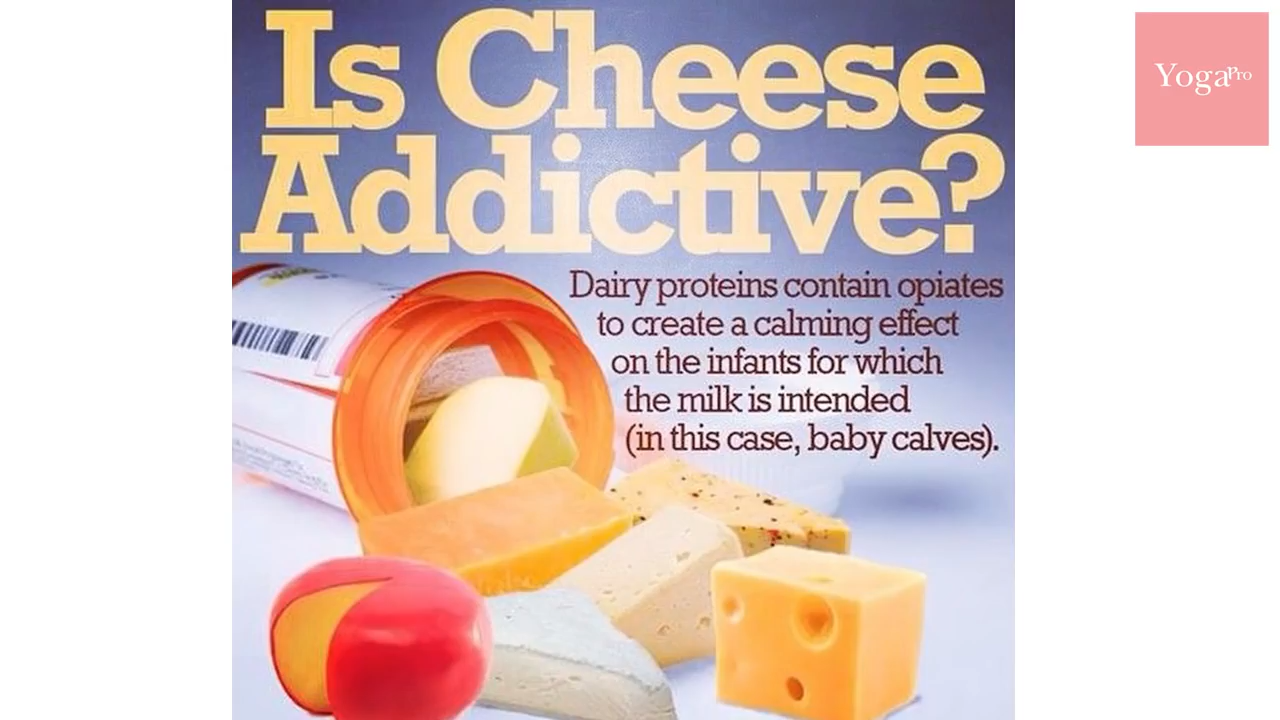 Is Cheese
Addictive?
Dairy proteins contain opiates
to create a calming effect
on the infants for which
the milk is intended
(in this case, baby calves).
YogaPro